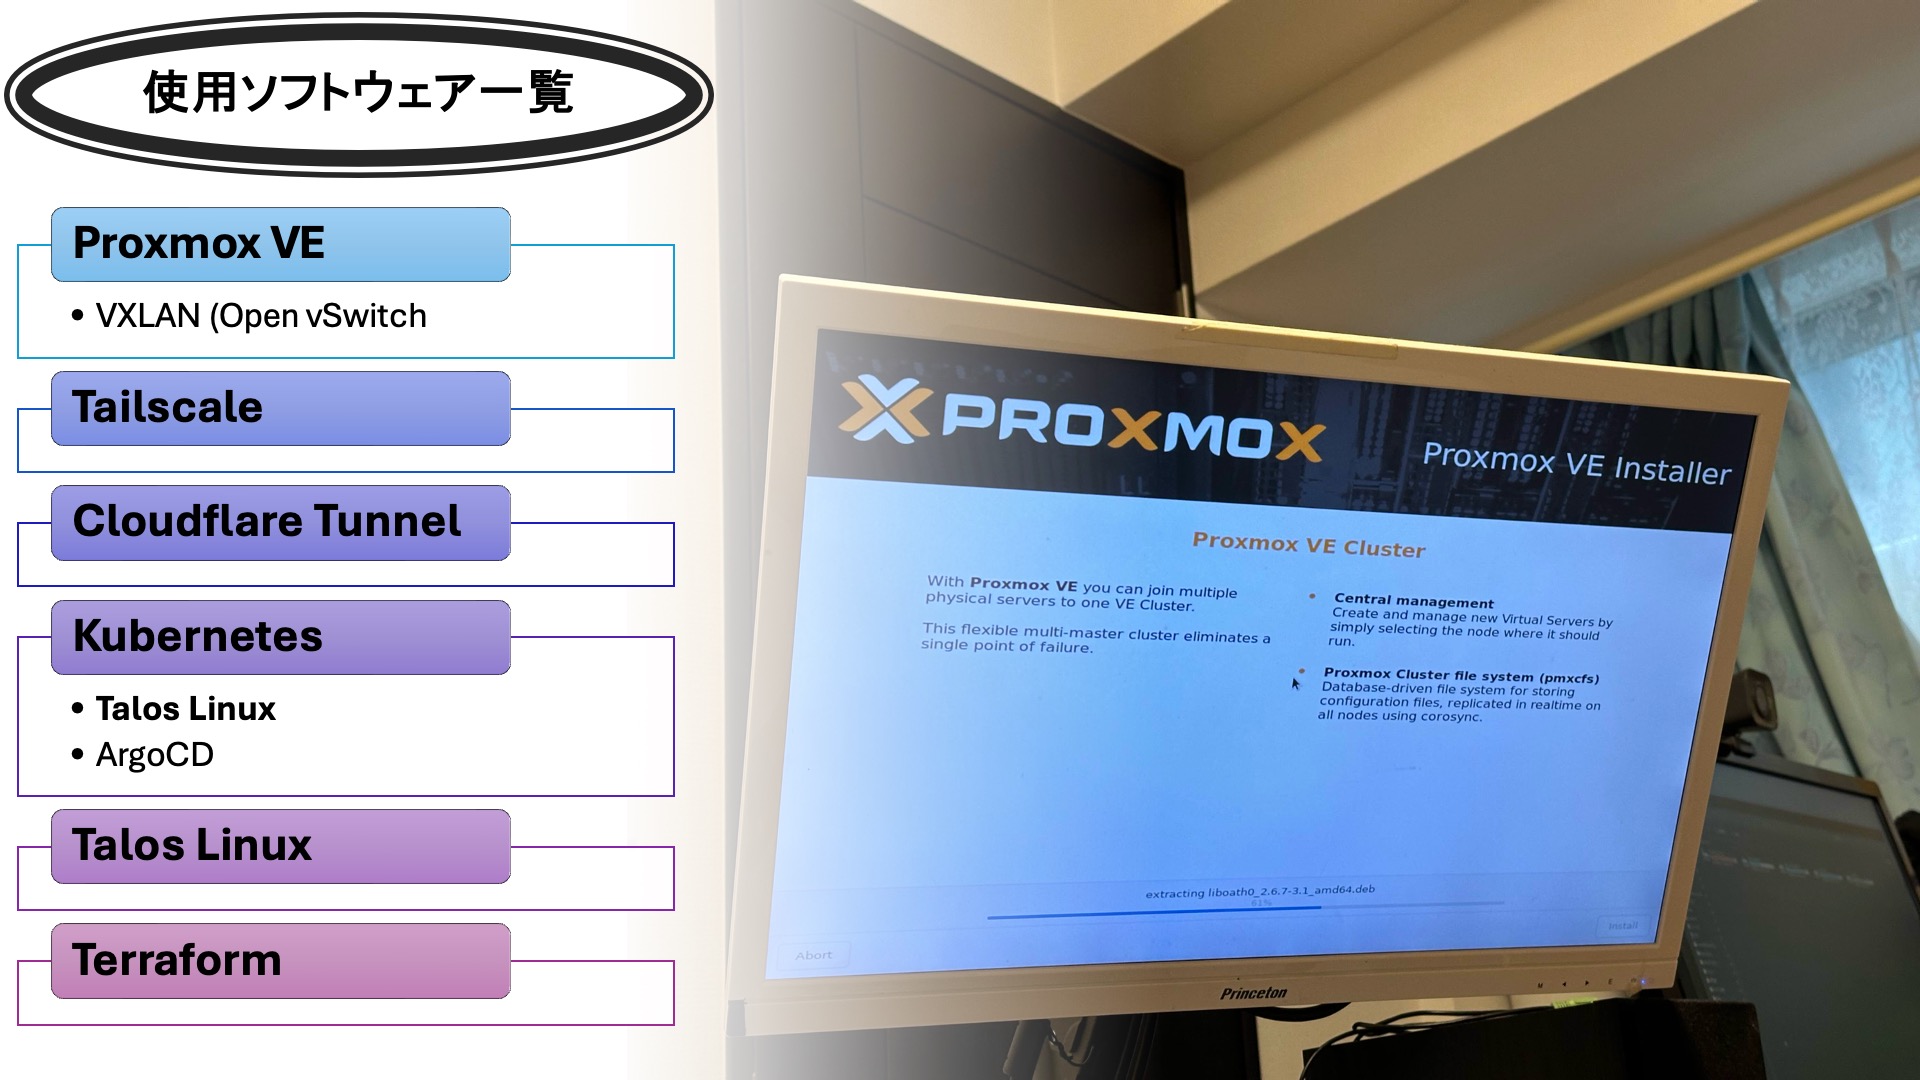 使用ソフトウェア一覧
Proxmox VE
• VXLAN (Open vSwitch
Tailscale
Cloudflare Tunnel
Kubernetes
• Talos Linux
• ArgoCD
Talos Linux
Terraform
PROXMOX
Proxmox VE Installer
Proxmox VE Cluster
With Proxmox VE you can join multiple
physical servers to one VE Cluster.
This flexible multi-master cluster eliminates a
single point of failure.
• Central management
Create and manage new Virtual Servers by
simply selecting the node where it should
run.
• Proxmox Cluster file system (pmxcfs)
Database-driven file system for storing
configuration files, replicated in realtime on
all nodes using corosync.
extracting liboath0_2.6.7-3.1_amd64.deb
61%
Abort
Install
Princeton